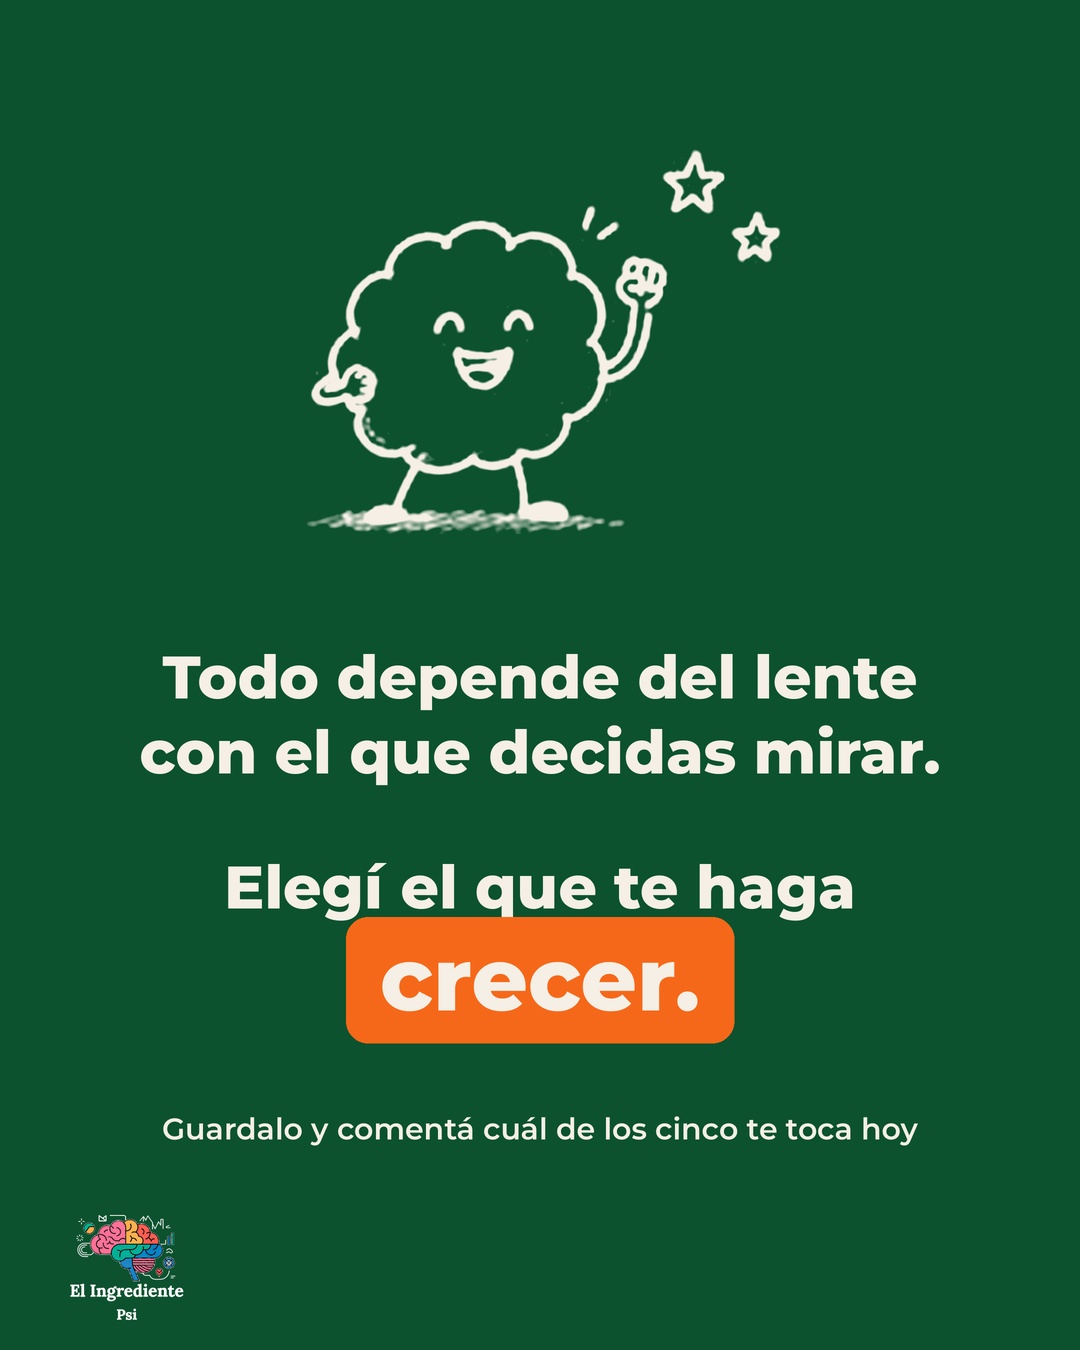 Todo depende del lente
con el que decidas mirar.
Elegí el que te haga
crecer.
Guardalo y comentá cuál de los cinco te toca hoy
El Ingrediente
Psi